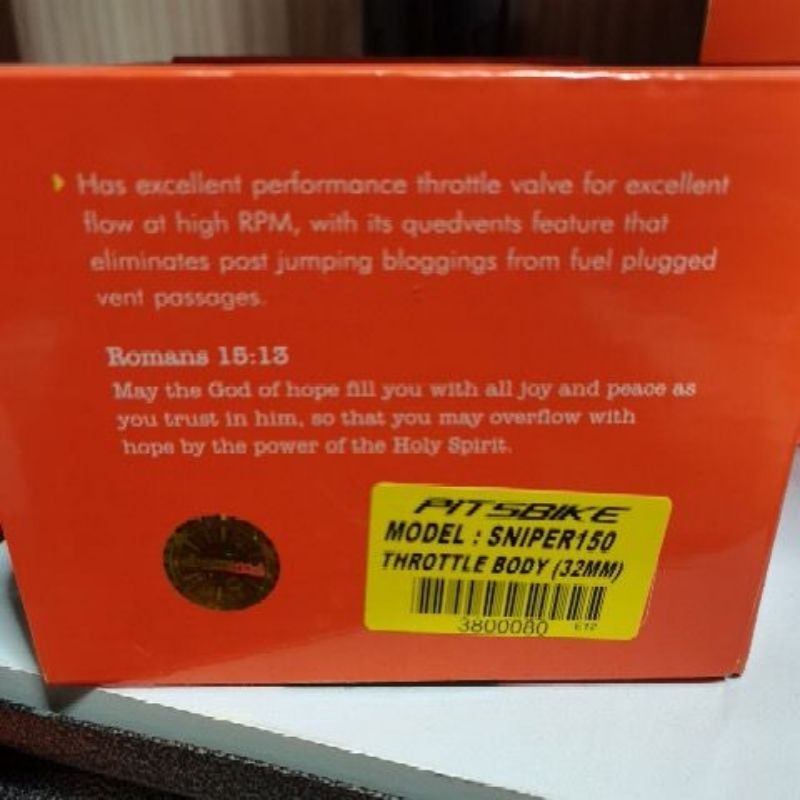 Has excellent performance throttle valve for excellent
flow at high RPM, with its quedvents feature that
eliminates post jumping bloggings from fuel plugged
vent passages.
Romans 15:13
May the God of hope fill you with all joy and peace as
you trust in him, so that you may overflow with
hope by the power of the Holy Spirit.
PITSBIKE
MODEL : SNIPER150
THROTTLE BODY (32MM)
3800080 E12